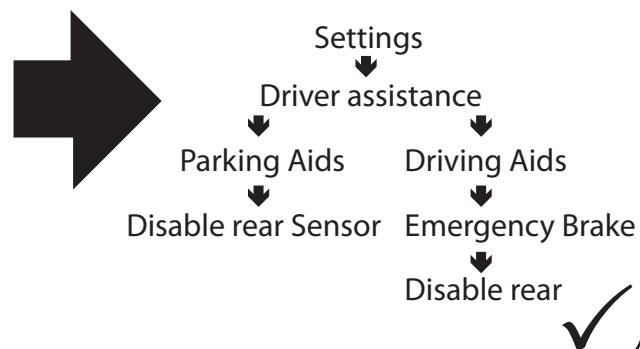 Settings
Driver assistance
Parking Aids
Driving Aids
Disable rear Sensor
Emergency Brake
Disable rear